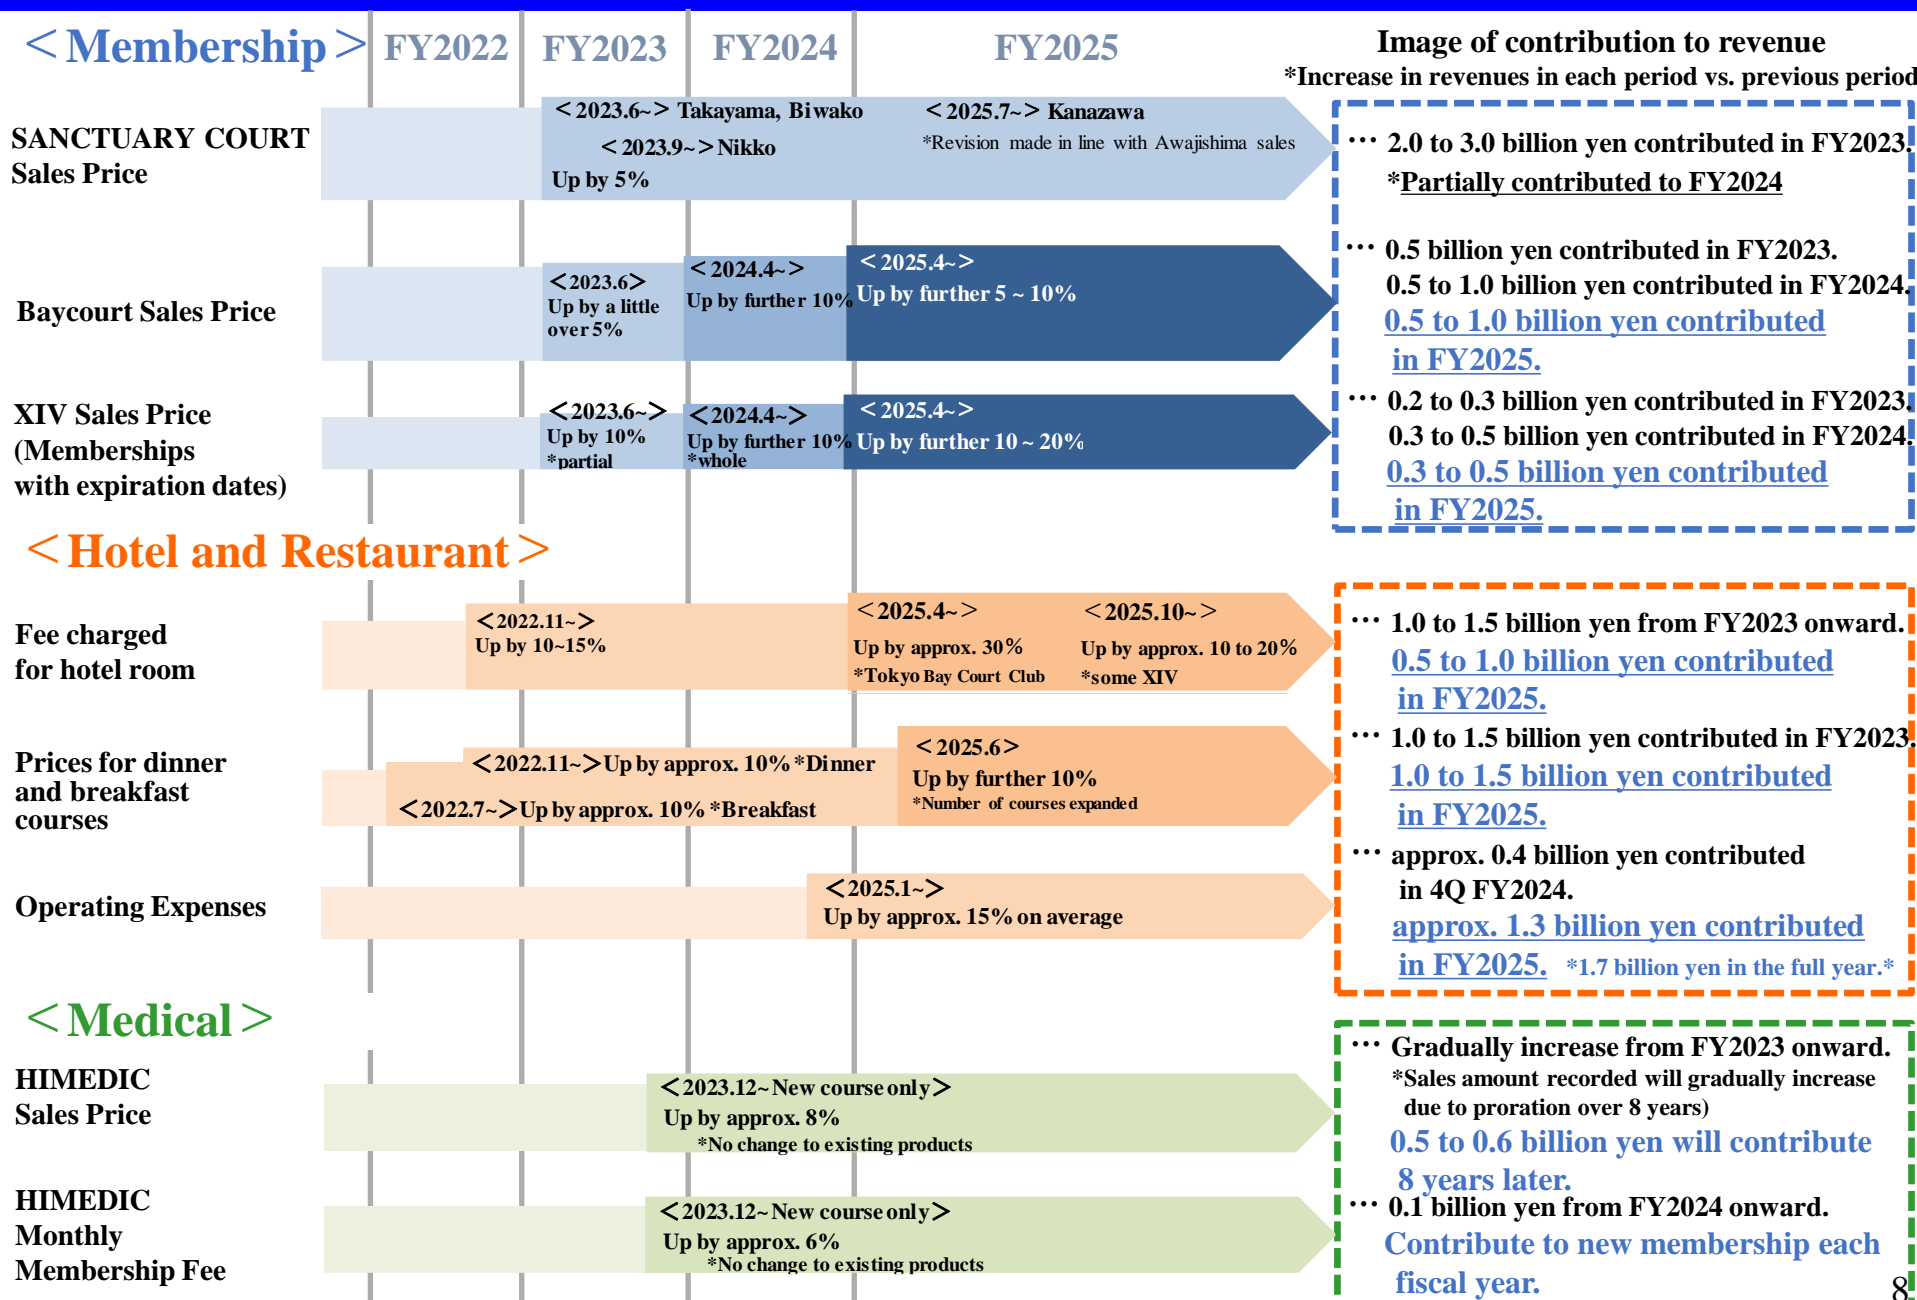 ＜Membership＞
FY2022
FY2023
FY2024
FY2025
Image of contribution to revenue
*Increase in revenues in each period vs. previous period
SANCTUARY COURT
Sales Price
＜2023.6~＞ Takayama, Biwako
＜2023.9~＞Nikko
Up by 5%
＜2025.7~＞ Kanazawa
*Revision made in line with Awajishima sales
… 2.0 to 3.0 billion yen contributed in FY2023.
*Partially contributed to FY2024
Baycourt Sales Price
＜2023.6＞
Up by a little
over 5%
＜2024.4~＞
Up by further 10%
＜2025.4~＞
Up by further 5 ~ 10%
… 0.5 billion yen contributed in FY2023.
0.5 to 1.0 billion yen contributed in FY2024.
0.5 to 1.0 billion yen contributed
in FY2025.
XIV Sales Price
(Memberships
with expiration dates)
＜2023.6~＞
Up by 10%
*partial
＜2024.4~＞
Up by further 10%
*whole
＜2025.4~＞
Up by further 10 ~ 20%
… 0.2 to 0.3 billion yen contributed in FY2023.
0.3 to 0.5 billion yen contributed in FY2024.
0.3 to 0.5 billion yen contributed
in FY2025.
＜Hotel and Restaurant＞
Fee charged
for hotel room
＜2022.11~＞
Up by 10~15%
＜2025.4~＞
Up by approx. 30%
*Tokyo Bay Court Club
＜2025.10~＞
Up by approx. 10 to 20%
*some XIV
… 1.0 to 1.5 billion yen from FY2023 onward.
0.5 to 1.0 billion yen contributed
in FY2025.
Prices for dinner
and breakfast
courses
＜2022.11~＞Up by approx. 10% *Dinner
＜2022.7~＞Up by approx. 10% *Breakfast
＜2025.6＞
Up by further 10%
*Number of courses expanded
… 1.0 to 1.5 billion yen contributed in FY2023.
1.0 to 1.5 billion yen contributed
in FY2025.
Operating Expenses
＜2025.1~＞
Up by approx. 15% on average
… approx. 0.4 billion yen contributed
in 4Q FY2024.
approx. 1.3 billion yen contributed
in FY2025. *1.7 billion yen in the full year.*
＜Medical＞
HIMEDIC
Sales Price
＜2023.12~New course only＞
Up by approx. 8%
*No change to existing products
… Gradually increase from FY2023 onward.
*Sales amount recorded will gradually increase
due to proration over 8 years)
0.5 to 0.6 billion yen will contribute
8 years later.
HIMEDIC
Monthly
Membership Fee
＜2023.12~New course only＞
Up by approx. 6%
*No change to existing products
… 0.1 billion yen from FY2024 onward.
Contribute to new membership each
fiscal year.
8